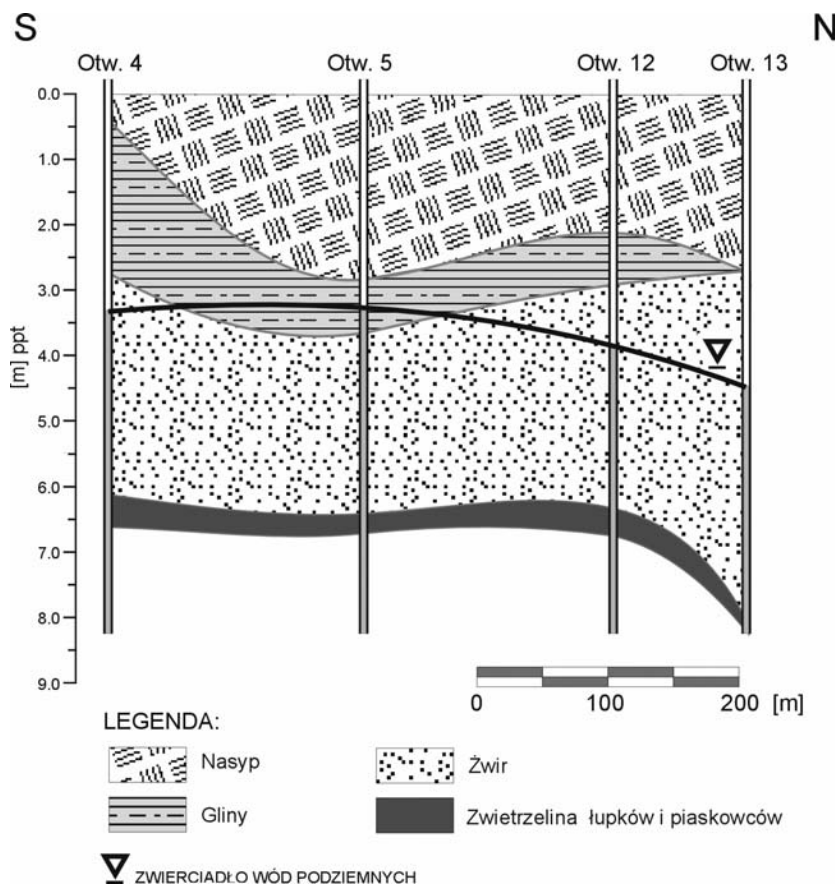 S N
Otw. 4 Otw. 5 Otw. 12 Otw. 13
0.0
1.0
2.0
3.0
4.0
5.0
6.0
7.0
8.0
9.0
[m] ppt
0 100 200 [m]
LEGENDA:
Nasyp Żwir
Gliny Zwietrzelina łupków i piaskowców
ZWIERCIADŁO WÓD PODZIEMNYCH